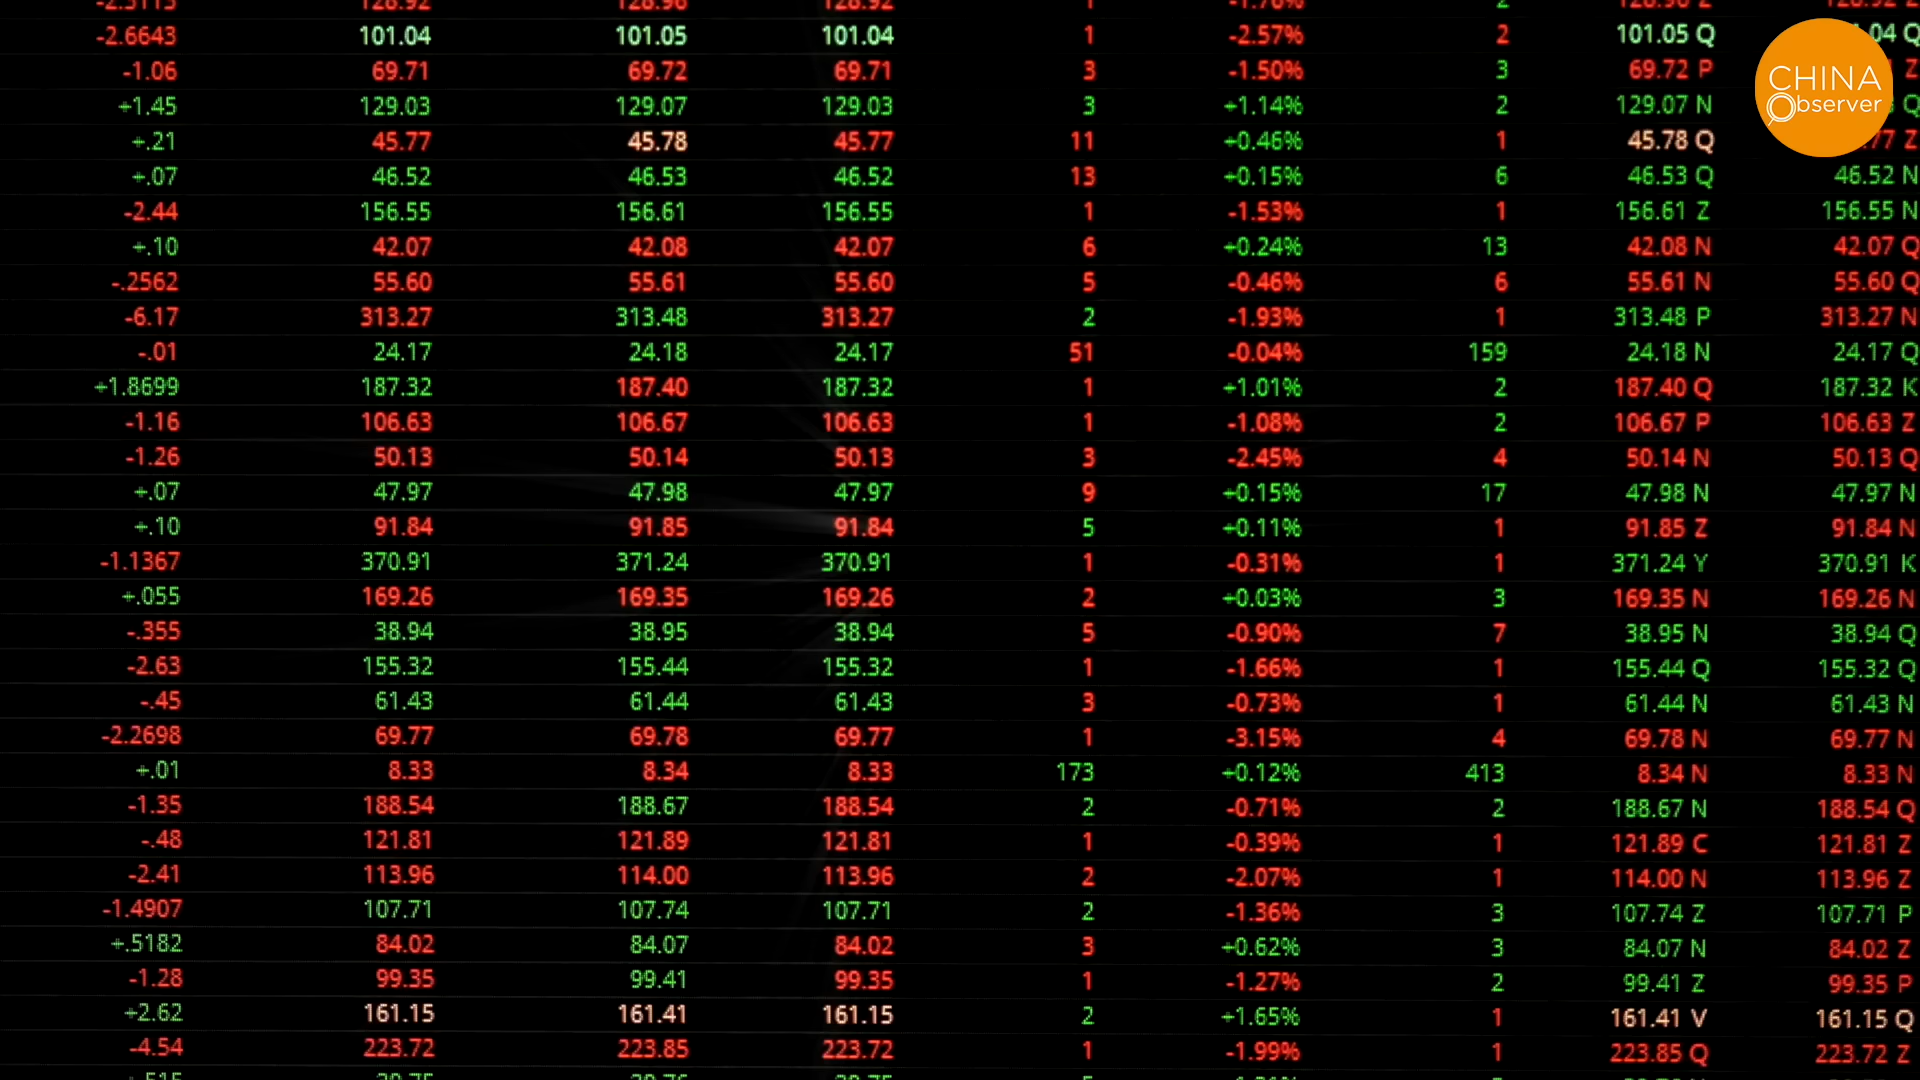 -2.6643 101.04 101.05 101.04 1 -2.57% 2 101.05 Q .04 Q
-1.06 69.71 69.72 69.71 3 -1.50% 3 69.72 P Z
+1.45 129.03 129.07 129.03 3 +1.14% 2 129.07 N Q
+.21 45.77 45.78 45.77 11 +0.46% 1 45.78 Q .77 Z
+.07 46.52 46.53 46.52 13 +0.15% 6 46.53 Q 46.52 N
-2.44 156.55 156.61 156.55 1 -1.53% 1 156.61 Z 156.55 N
+.10 42.07 42.08 42.07 6 +0.24% 13 42.08 N 42.07 Q
-.2562 55.60 55.61 55.60 5 -0.46% 6 55.61 N 55.60 Q
-6.17 313.27 313.48 313.27 2 -1.93% 1 313.48 P 313.27 N
-.01 24.17 24.18 24.17 51 -0.04% 159 24.18 N 24.17 Q
+1.8699 187.32 187.40 187.32 1 +1.01% 2 187.40 Q 187.32 K
-1.16 106.63 106.67 106.63 1 -1.08% 2 106.67 P 106.63 Z
-1.26 50.13 50.14 50.13 3 -2.45% 4 50.14 N 50.13 Q
+.07 47.97 47.98 47.97 9 +0.15% 17 47.98 N 47.97 N
+.10 91.84 91.85 91.84 5 +0.11% 1 91.85 Z 91.84 N
-1.1367 370.91 371.24 370.91 1 -0.31% 1 371.24 Y 370.91 K
+.055 169.26 169.35 169.26 2 +0.03% 3 169.35 N 169.26 N
-.355 38.94 38.95 38.94 5 -0.90% 7 38.95 N 38.94 Q
-2.63 155.32 155.44 155.32 1 -1.66% 1 155.44 Q 155.32 Q
-.45 61.43 61.44 61.43 3 -0.73% 1 61.44 N 61.43 N
-2.2698 69.77 69.78 69.77 1 -3.15% 4 69.78 N 69.77 N
+.01 8.33 8.34 8.33 173 +0.12% 413 8.34 N 8.33 N
-1.35 188.54 188.67 188.54 2 -0.71% 2 188.67 N 188.54 Q
-.48 121.81 121.89 121.81 1 -0.39% 1 121.89 C 121.81 Z
-2.41 113.96 114.00 113.96 2 -2.07% 1 114.00 N 113.96 Z
-1.4907 107.71 107.74 107.71 2 -1.36% 3 107.74 Z 107.71 P
+.5182 84.02 84.07 84.02 3 +0.62% 3 84.07 N 84.02 Z
-1.28 99.35 99.41 99.35 1 -1.27% 2 99.41 Z 99.35 P
+2.62 161.15 161.41 161.15 2 +1.65% 1 161.41 V 161.15 Q
-4.54 223.72 223.85 223.72 1 -1.99% 1 223.85 Q 223.72 Z
CHINA
Observer